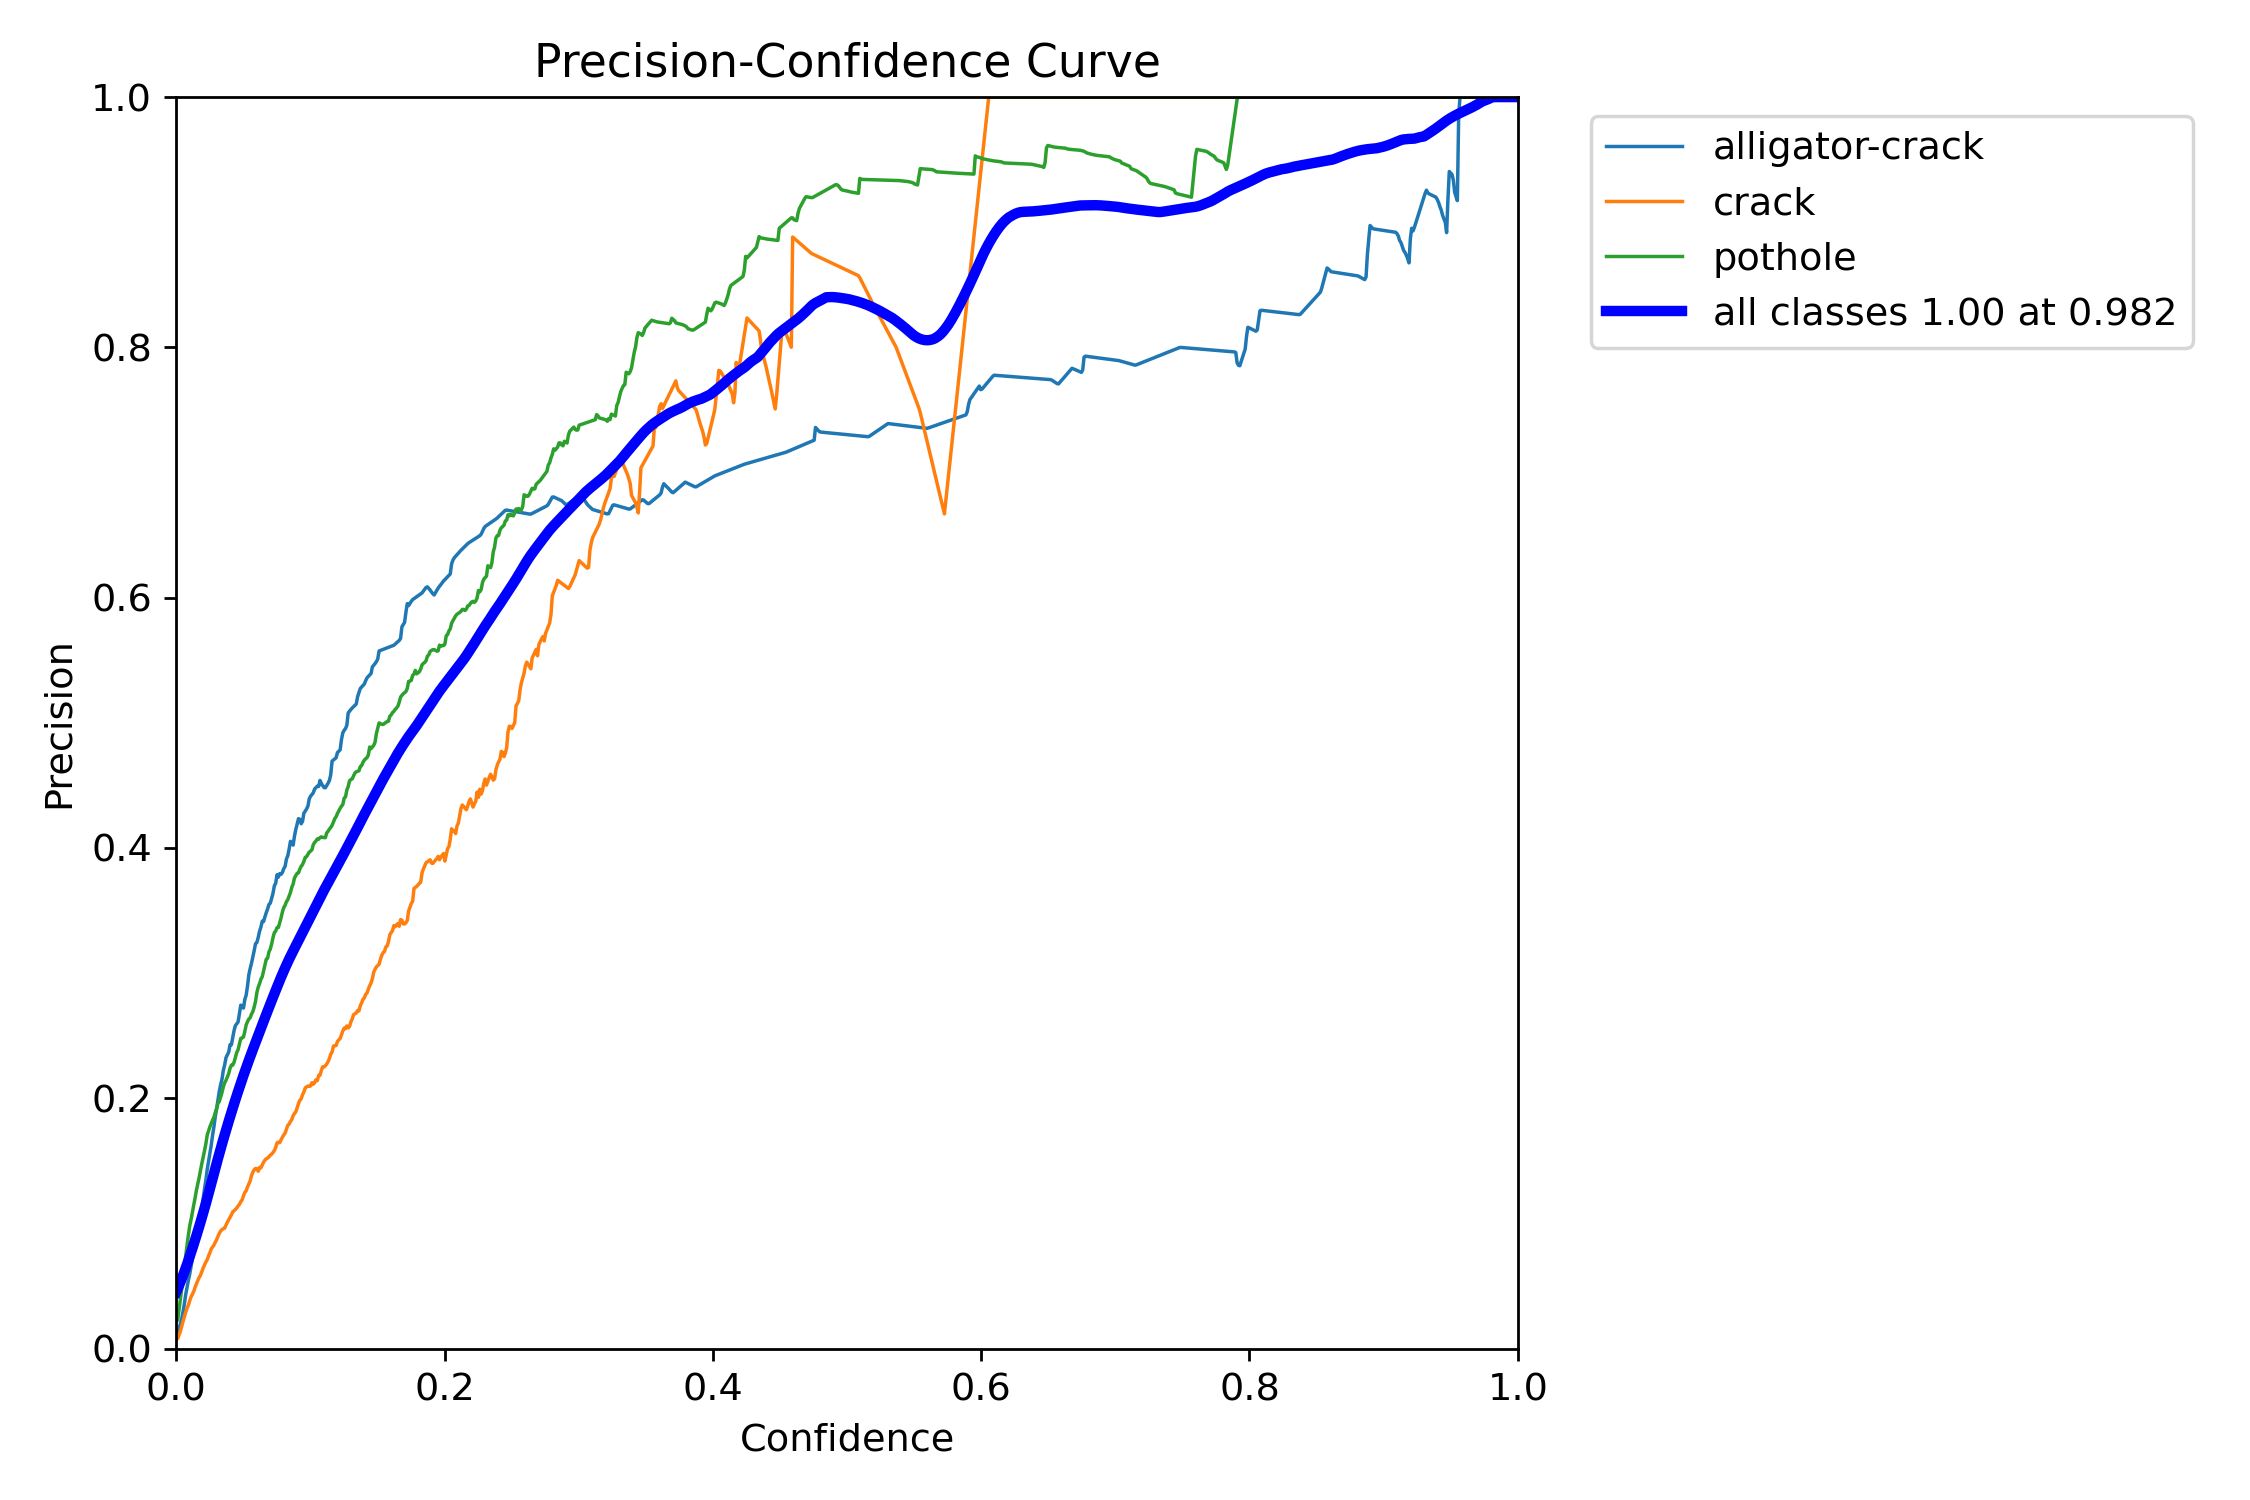 Precision-Confidence Curve
1.0
0.8
0.6
0.4
0.2
0.0
Precision
0.0 0.2 0.4 0.6 0.8 1.0
Confidence
alligator-crack
crack
pothole
all classes 1.00 at 0.982